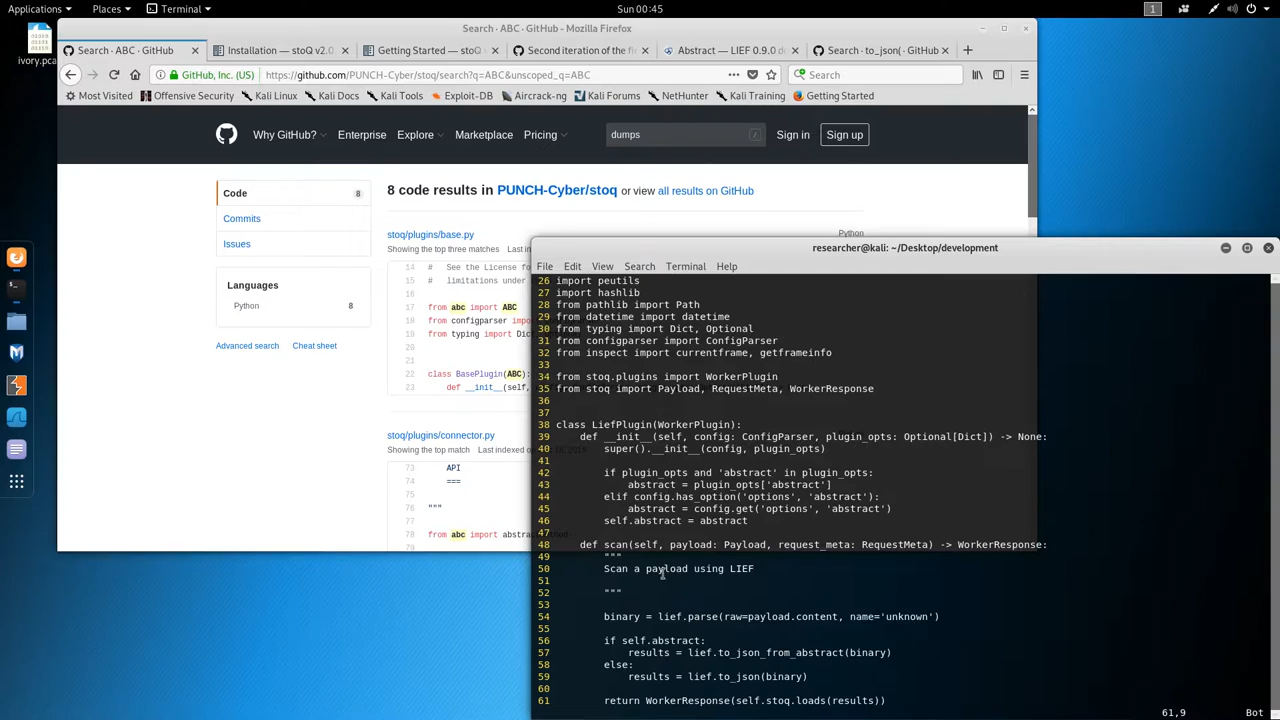 Applications
Places
Terminal
Sun 00:45
1
ivory.pca
Search · ABC · GitHub - Mozilla Firefox
Search · ABC · GitHub
Installation — stoQ v2.0
Getting Started — stoQ
Second iteration of the fi
Abstract — LIEF 0.9.0 d
Search · to_json( · GitHub
GitHub, Inc. (US)
https://github.com/PUNCH-Cyber/stoq/search?q=ABC&unscoped_q=ABC
Search
Most Visited
Offensive Security
Kali Linux
Kali Docs
Kali Tools
Exploit-DB
Aircrack-ng
Kali Forums
NetHunter
Kali Training
Getting Started
Why GitHub?
Enterprise
Explore
Marketplace
Pricing
dumps
/
Sign in
Sign up
Code 8
Commits
Issues
Languages
Python 8
Advanced search
Cheat sheet
8 code results in PUNCH-Cyber/stoq or view all results on GitHub
stoq/plugins/base.py
Python
Showing the top three matches Last in
14 # See the License fo
15 # limitations under
16
17 from abc import ABC
18 from configparser impo
19 from typing import Dict
20
21
22 class BasePlugin(ABC):
23 def __init__(self,
stoq/plugins/connector.py
Showing the top match Last indexed
73 API
74 ===
75
76 """
77
78 from abc import abstractmethod
researcher@kali: ~/Desktop/development
File Edit View Search Terminal Help
26 import peutils
27 import hashlib
28 from pathlib import Path
29 from datetime import datetime
30 from typing import Dict, Optional
31 from configparser import ConfigParser
32 from inspect import currentframe, getframeinfo
33
34 from stoq.plugins import WorkerPlugin
35 from stoq import Payload, RequestMeta, WorkerResponse
36
37
38 class LiefPlugin(WorkerPlugin):
39 def __init__(self, config: ConfigParser, plugin_opts: Optional[Dict]) -> None:
40 super().__init__(config, plugin_opts)
41
42 if plugin_opts and 'abstract' in plugin_opts:
43 abstract = plugin_opts['abstract']
44 elif config.has_option('options', 'abstract'):
45 abstract = config.get('options', 'abstract')
46 self.abstract = abstract
47
48 def scan(self, payload: Payload, request_meta: RequestMeta) -> WorkerResponse:
49 """
50 Scan a payload using LIEF
51
52 """
53
54 binary = lief.parse(raw=payload.content, name='unknown')
55
56 if self.abstract:
57 results = lief.to_json_from_abstract(binary)
58 else:
59 results = lief.to_json(binary)
60
61 return WorkerResponse(self.stoq.loads(results))
61,9 Bot